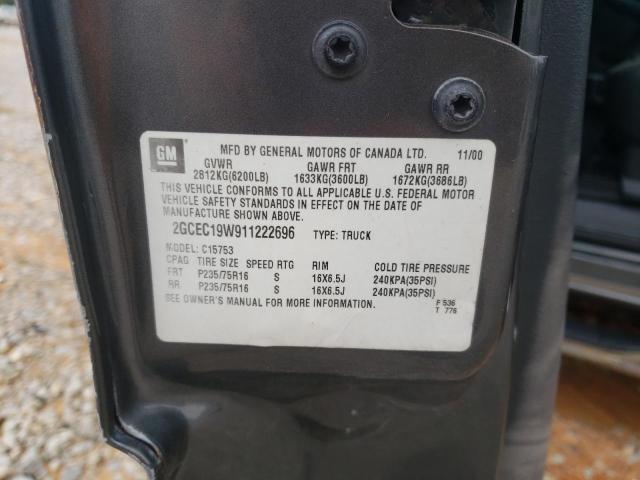 GM
MFD BY GENERAL MOTORS OF CANADA LTD. 11/00
GVWR GAWR FRT GAWR RR
2812KG(6200LB) 1633KG(3600LB) 1672KG(3686LB)
THIS VEHICLE CONFORMS TO ALL APPLICABLE U.S. FEDERAL MOTOR
VEHICLE SAFETY STANDARDS IN EFFECT ON THE DATE OF
MANUFACTURE SHOWN ABOVE.
2GCEC19W911222696 TYPE: TRUCK
MODEL: C15753
CPAG TIRE SIZE SPEED RTG RIM COLD TIRE PRESSURE
FRT P235/75R16 S 16X6.5J 240KPA(35PSI)
RR P235/75R16 S 16X6.5J 240KPA(35PSI)
SEE OWNER'S MANUAL FOR MORE INFORMATION.
F 536
T 776